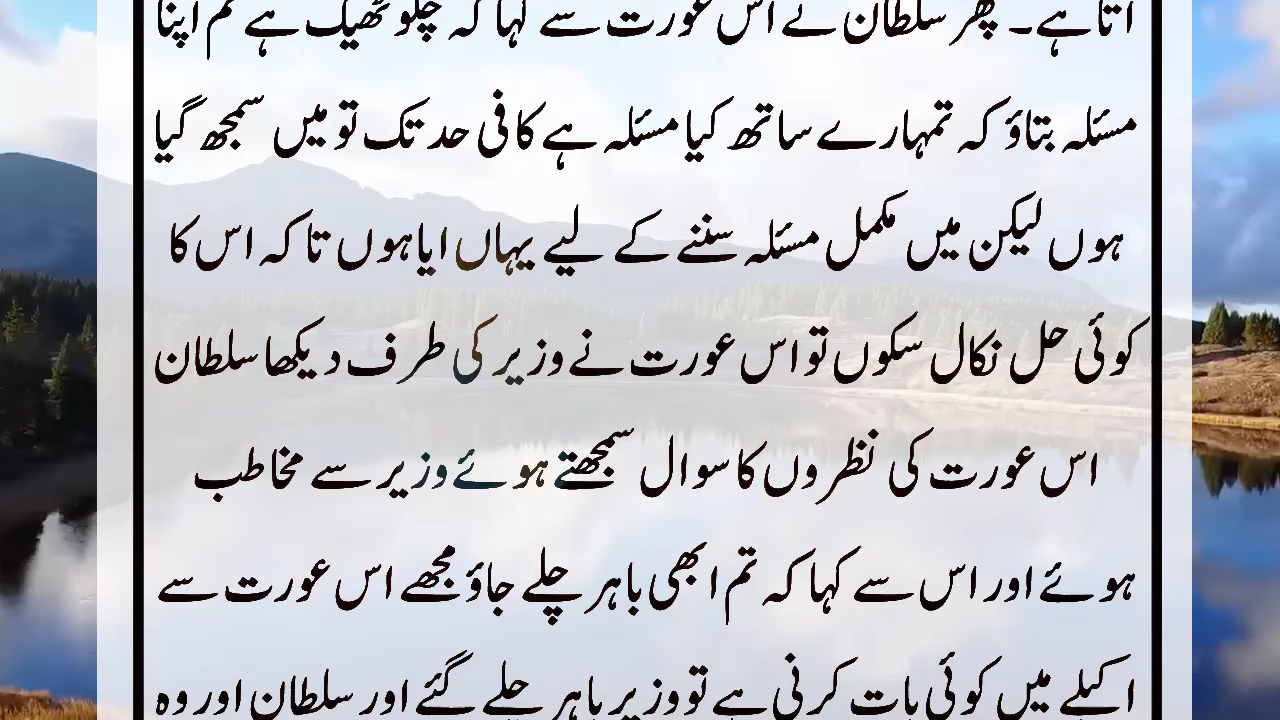 اتا ہے۔ پھر سلطان نے اس عورت سے کہا کہ چلو ٹھیک ہے تم اپنا
مسئلہ بتاؤ کہ تمہارے ساتھ کیا مسئلہ ہے کافی حد تک تو میں سمجھ گیا
ہوں لیکن میں مکمل مسئلہ سننے کے لیے یہاں ایا ہوں تاکہ اس کا
کوئی حل نکال سکوں تو اس عورت نے وزیر کی طرف دیکھا سلطان
اس عورت کی نظروں کا سوال سمجھتے ہوئے وزیر سے مخاطب
ہوئے اور اس سے کہا کہ تم ابھی باہر چلے جاؤ مجھے اس عورت سے
اکیلے میں کوئی بات کرنی ہے تو وزیر باہر چلے گئے اور سلطان اور وہ